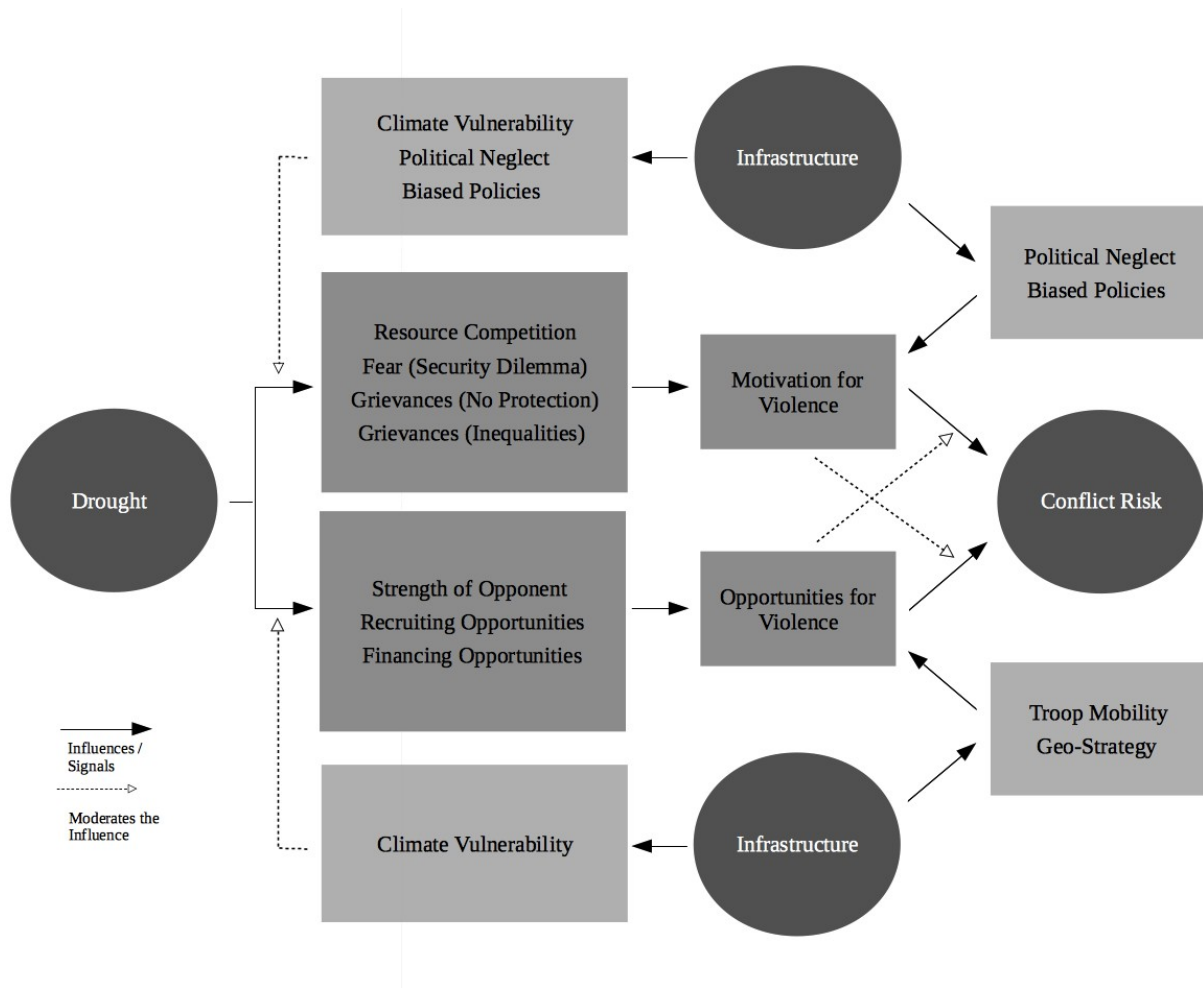 Climate Vulnerability
Political Neglect
Biased Policies
Infrastructure
Political Neglect
Biased Policies
Resource Competition
Fear (Security Dilemma)
Grievances (No Protection)
Grievances (Inequalities)
Motivation for
Violence
Drought
Conflict Risk
Strength of Opponent
Recruiting Opportunities
Financing Opportunities
Opportunities for
Violence
Troop Mobility
Geo-Strategy
Influences /
Signals
Moderates the
Influence
Climate Vulnerability
Infrastructure